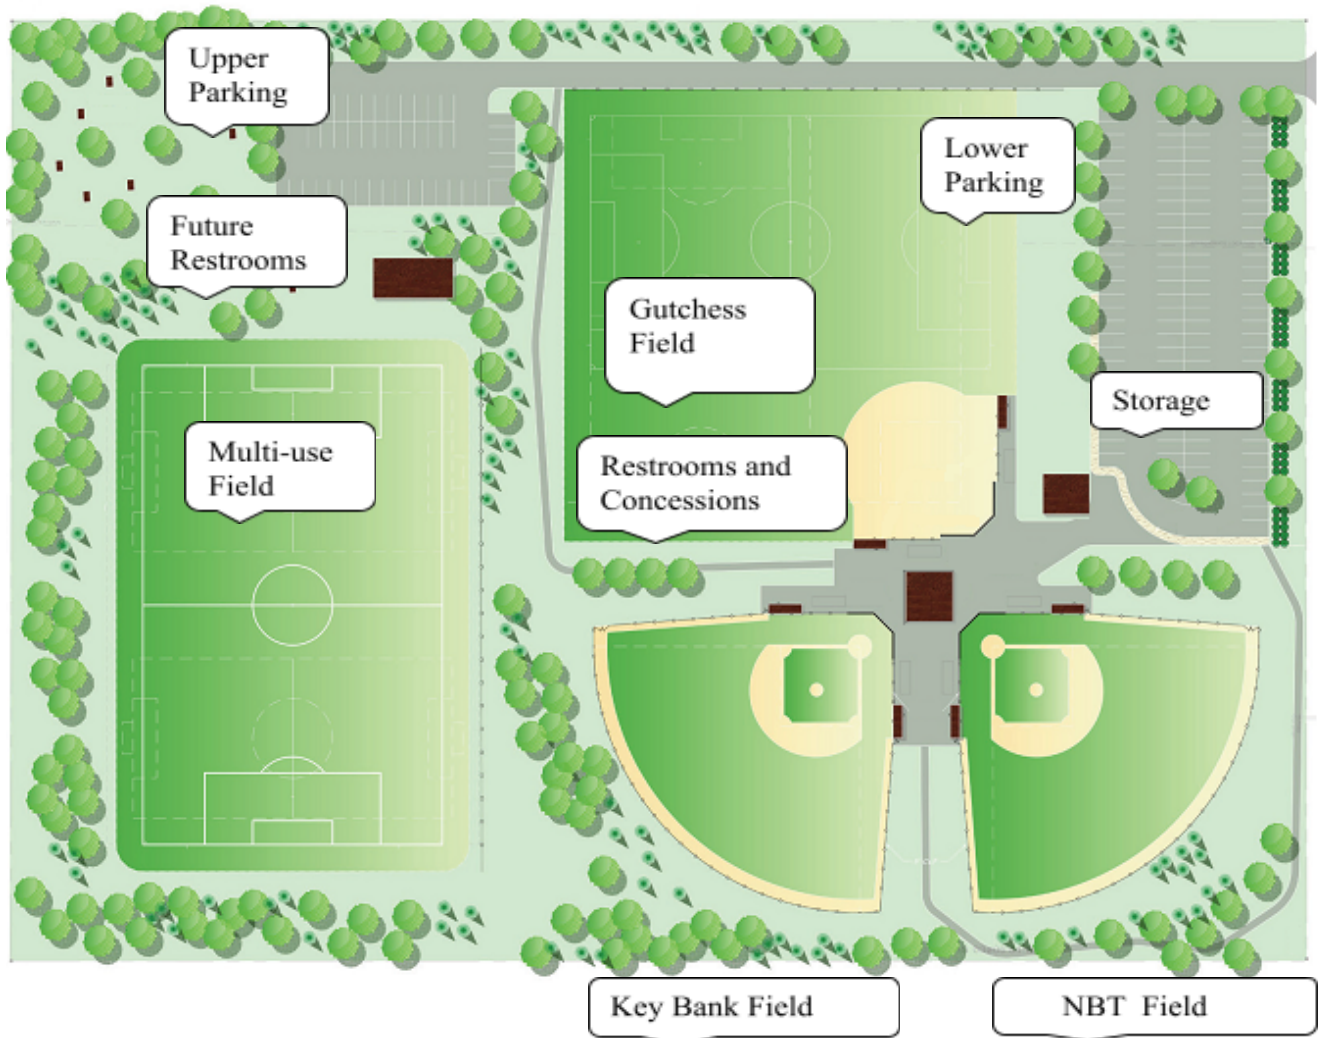 Upper
Parking
Lower
Parking
Future
Restrooms
Gutchess
Field
Storage
Multi-use
Field
Restrooms and
Concessions
Key Bank Field
NBT Field